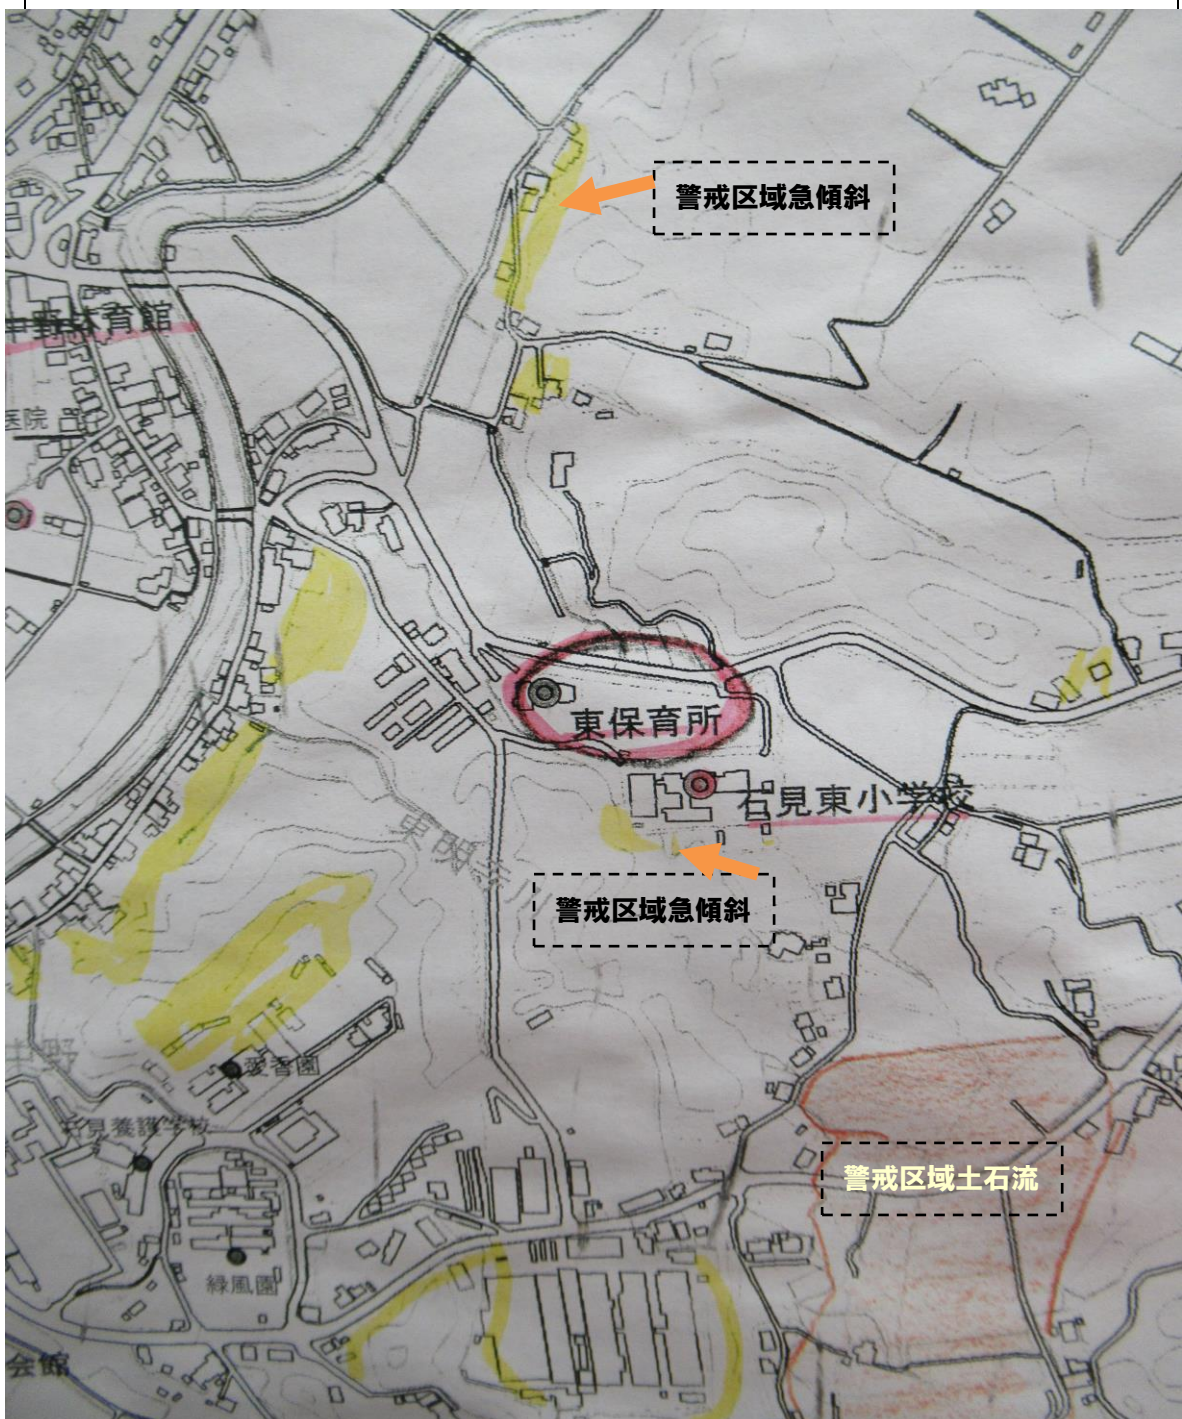 警戒区域急傾斜
中野体育館
医院
東保育所
石見東小学校
警戒区域急傾斜
愛香園
中野
石見養護学校
警戒区域土石流
緑風園
会館